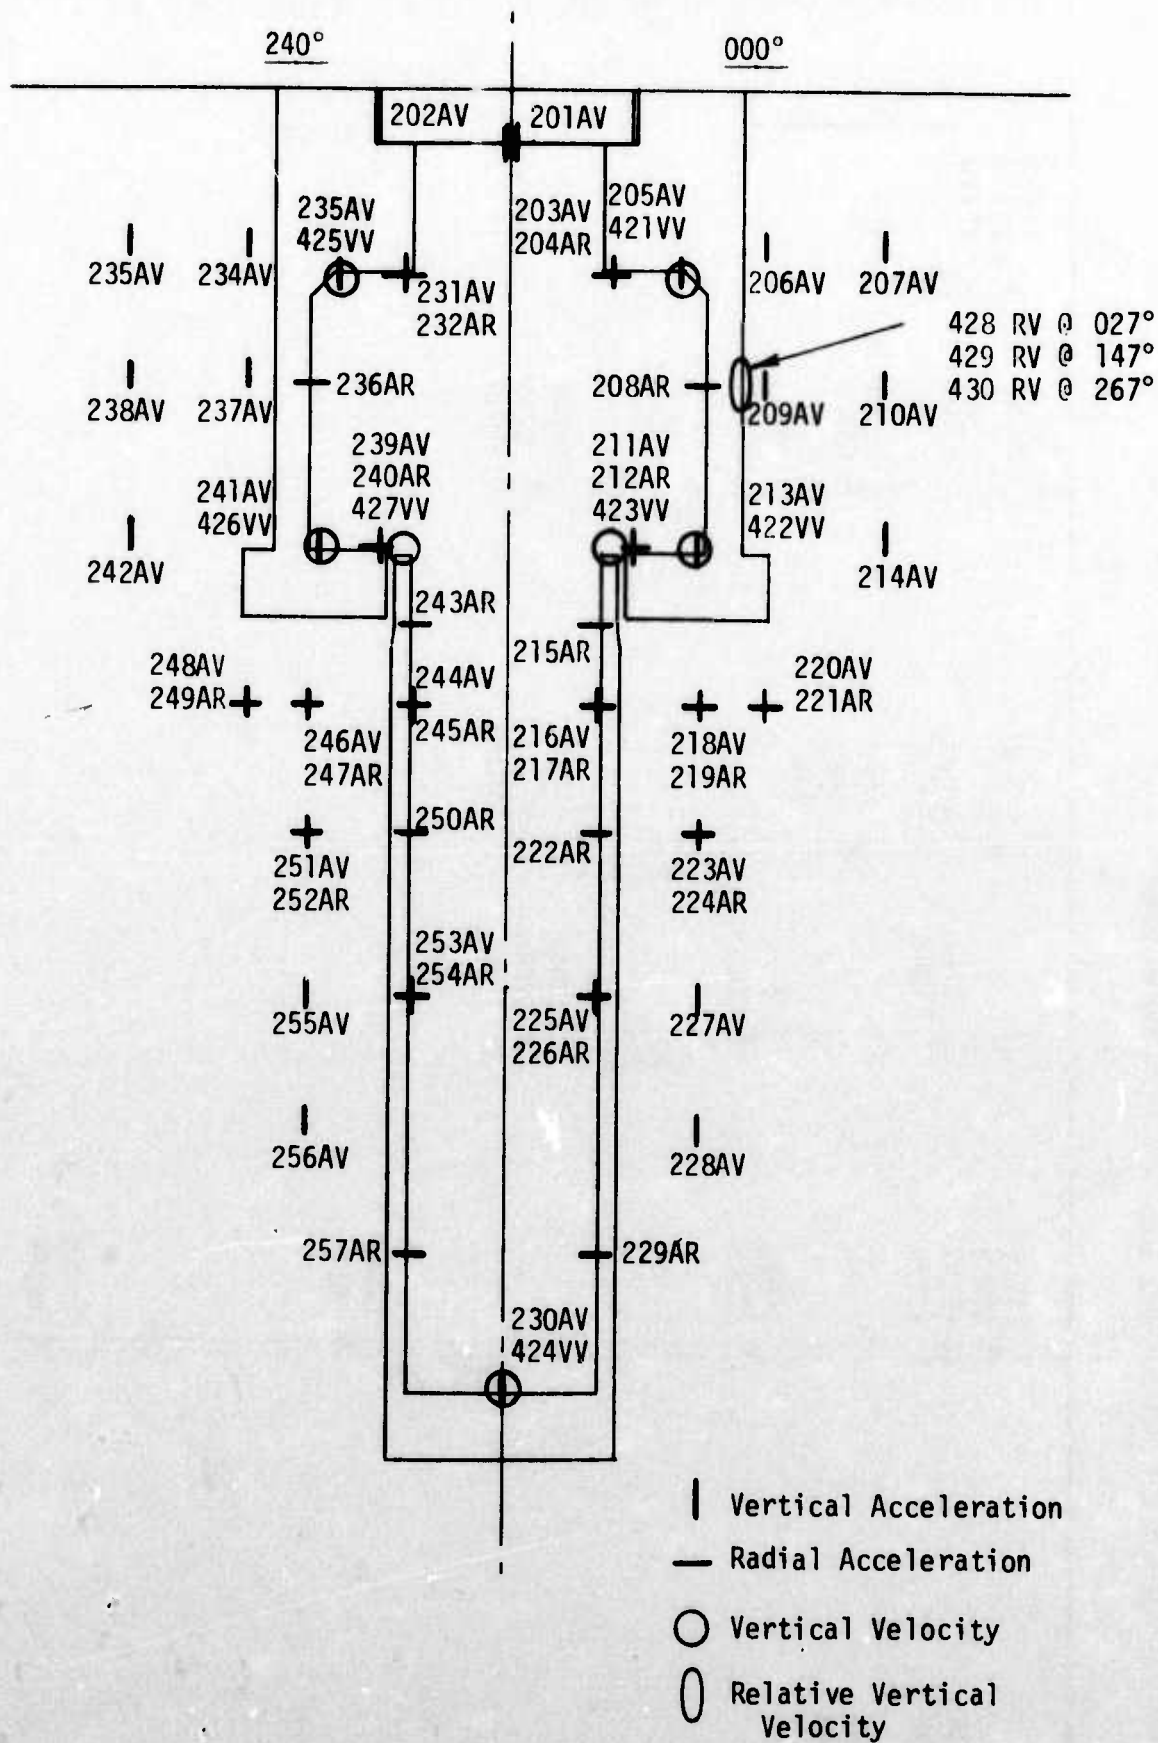 240°
000°
202AV
201AV
235AV
425VV
203AV
204AR
205AV
421VV
235AV
234AV
231AV
232AR
206AV
207AV
428 RV @ 027°
429 RV @ 147°
430 RV @ 267°
238AV
237AV
236AR
208AR
209AV
210AV
239AV
240AR
427VV
211AV
212AR
423VV
241AV
426VV
213AV
422VV
242AV
214AV
243AR
215AR
248AV
249AR
244AV
245AR
220AV
221AR
246AV
247AR
216AV
217AR
218AV
219AR
250AR
222AR
251AV
252AR
223AV
224AR
253AV
254AR
255AV
225AV
226AR
227AV
256AV
228AV
257AR
229AR
230AV
424VV
Vertical Acceleration
Radial Acceleration
Vertical Velocity
Relative Vertical
Velocity